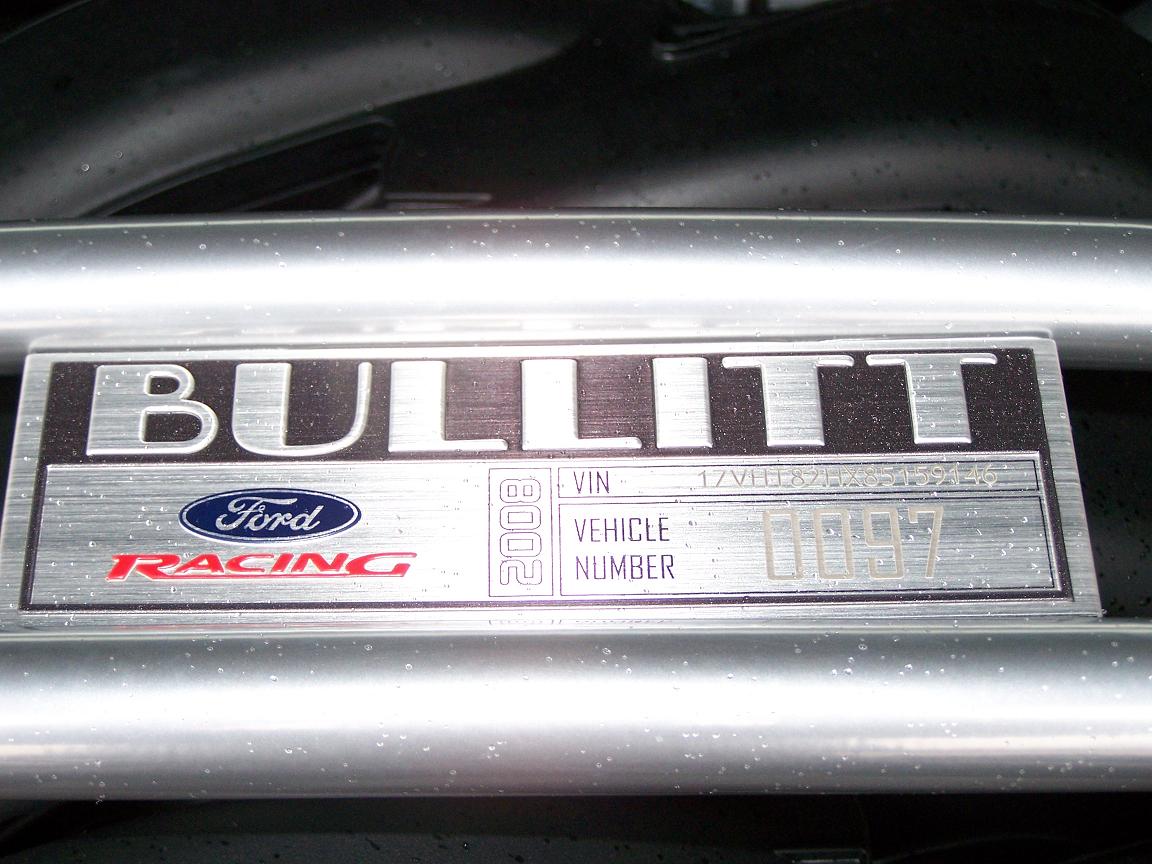 BULLITT
Ford
RACING
2008
VIN 1ZVHT82HX85159146
VEHICLE
NUMBER
0097